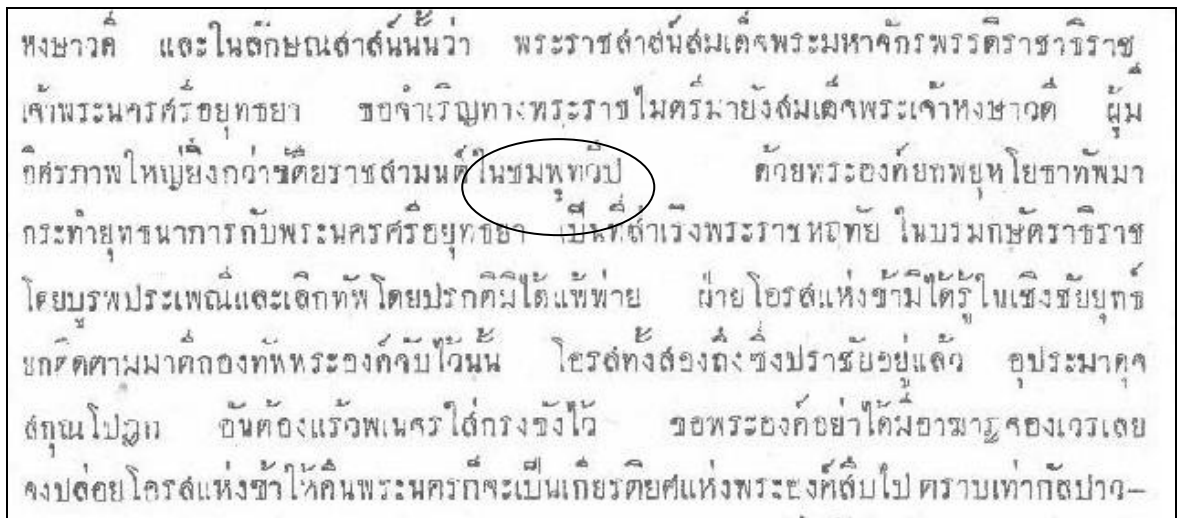 หงษาวดี และในลักษณสาส์นนั้นว่า พระราชสาส์นสมเด็จพระมหาจักรพรรดิราชาธิราช
เจ้าพระนครศรีอยุทธยา ขอจำเริญทางพระราชไมตรีมายังสมเด็จพระเจ้าหงษาวดี ผู้มี
อิศรภาพใหญ่ยิ่งกว่าขัติยราชสามนต์ในชมพูทวีป ด้วยพระองค์ยกพยุหโยธาทัพมา
กระทำยุทธนาการกับพระนครศรีอยุทธยา เป็นที่สำเริงพระราชหฤทัย ในบรมกษัตราธิราช
โดยบูรพประเพณีและเลิกทัพโดยปรกติมิได้แพ้พ่าย ฝ่ายโอรสแห่งข้ามิได้รู้ในเชิงชัยยุทธ์
ยกติดตามมาตีกองทัพพระองค์จับไว้นั้น โอรสทั้งสองถึงซึ่งปราชัยอยู่แล้ว อุประมาดุจ
สกุณโปฎก อันต้องแร้วพเนจรใส่กรงขังไว้ ขอพระองค์อย่าได้มีอาฆาฏจองเวรเลย
จงปล่อยโอรสแห่งข้าให้คืนพระนครก็จะเป็นเกียรติยศแห่งพระองค์สืบไป ตราบเท่ากัลปาว–